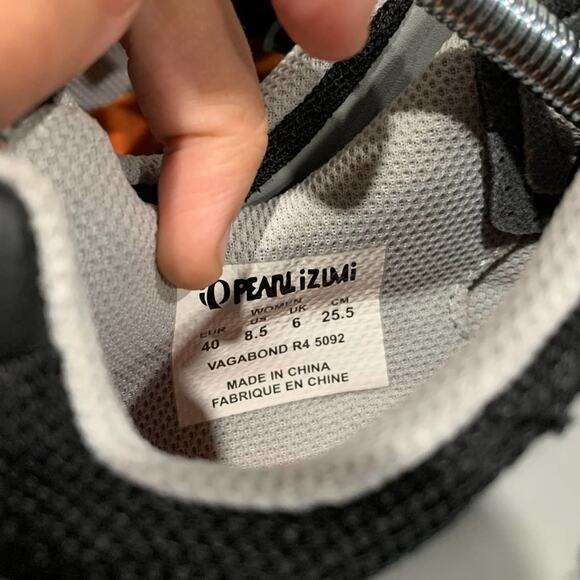 PEARL iZUMi
WOMEN
EUR US UK CM
40 8.5 6 25.5
VAGABOND R4 5092
MADE IN CHINA
FABRIQUE EN CHINE